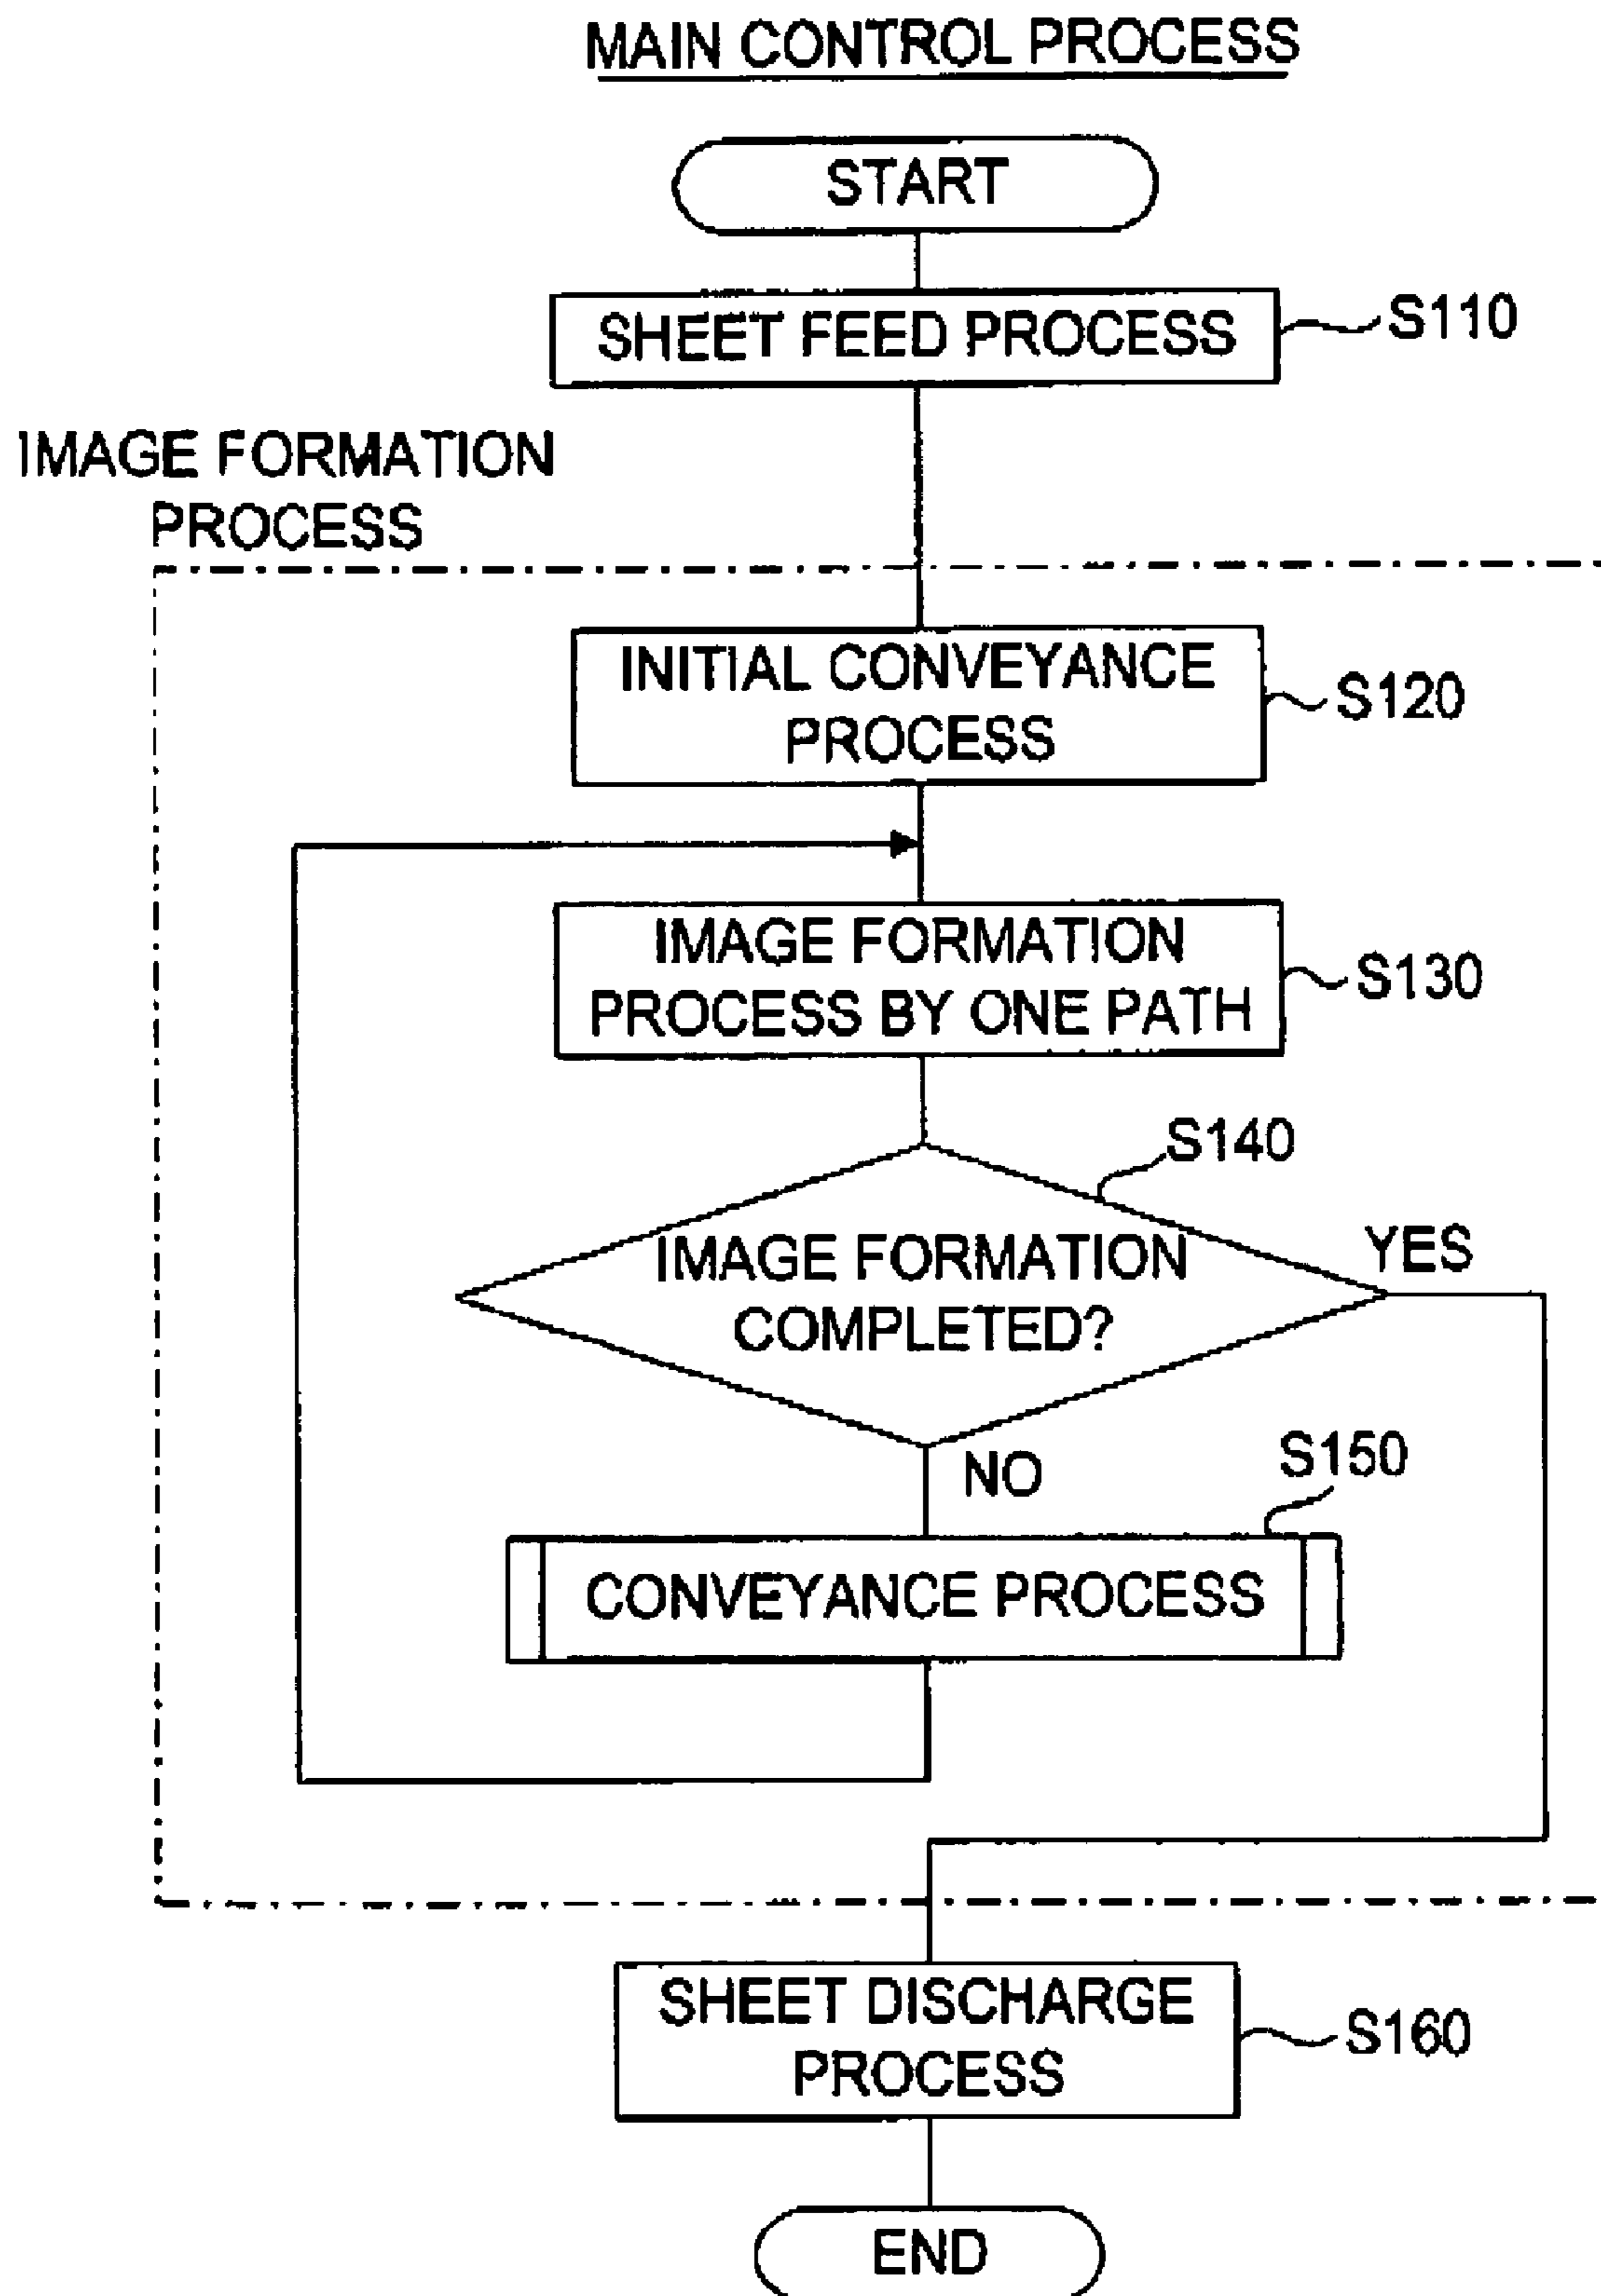 MAIN CONTROL PROCESS
START
SHEET FEED PROCESS
S110
IMAGE FORMATION
PROCESS
INITIAL CONVEYANCE
PROCESS
S120
IMAGE FORMATION
PROCESS BY ONE PATH
S130
S140
IMAGE FORMATION
COMPLETED?
YES
NO
S150
CONVEYANCE PROCESS
SHEET DISCHARGE
PROCESS
S160
END